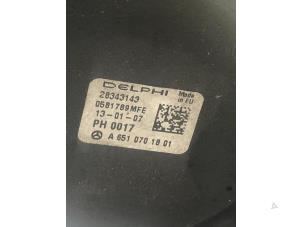 DELPHI
Made in EU
28343143
0581789MFE
13-01-07
PH 0017
A 651 070 18 01